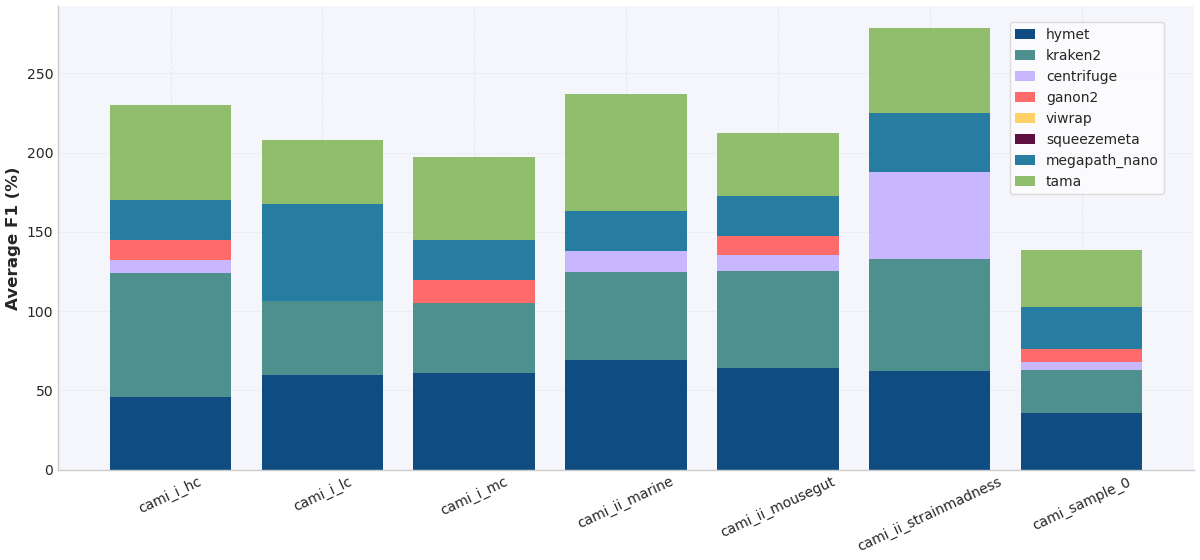 Average F1 (%)
250
200
150
100
50
0
hymet
kraken2
centrifuge
ganon2
viwrap
squeezemeta
megapath_nano
tama
cami_i_hc
cami_i_lc
cami_i_mc
cami_ii_marine
cami_ii_mousegut
cami_ii_strainmadness
cami_sample_0